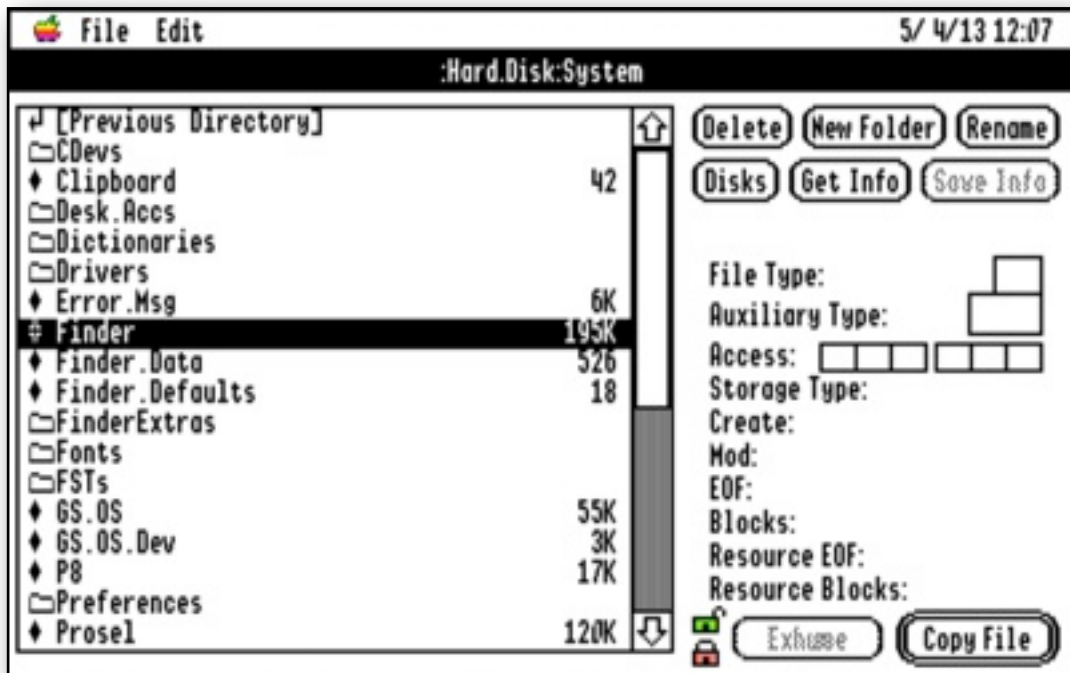 File Edit 5/ 4/13 12:07
:Hard.Disk:System
[Previous Directory]
CDevs
Clipboard 42
Desk.Accs
Dictionaries
Drivers
Error.Msg 6K
Finder 195K
Finder.Data 526
Finder.Defaults 18
FinderExtras
Fonts
FSTs
GS.OS 55K
GS.OS.Dev 3K
P8 17K
Preferences
Prosel 120K
Delete New Folder Rename
Disks Get Info Save Info
File Type:
Auxiliary Type:
Access:
Storage Type:
Create:
Mod:
EOF:
Blocks:
Resource EOF:
Resource Blocks:
Exhume Copy File